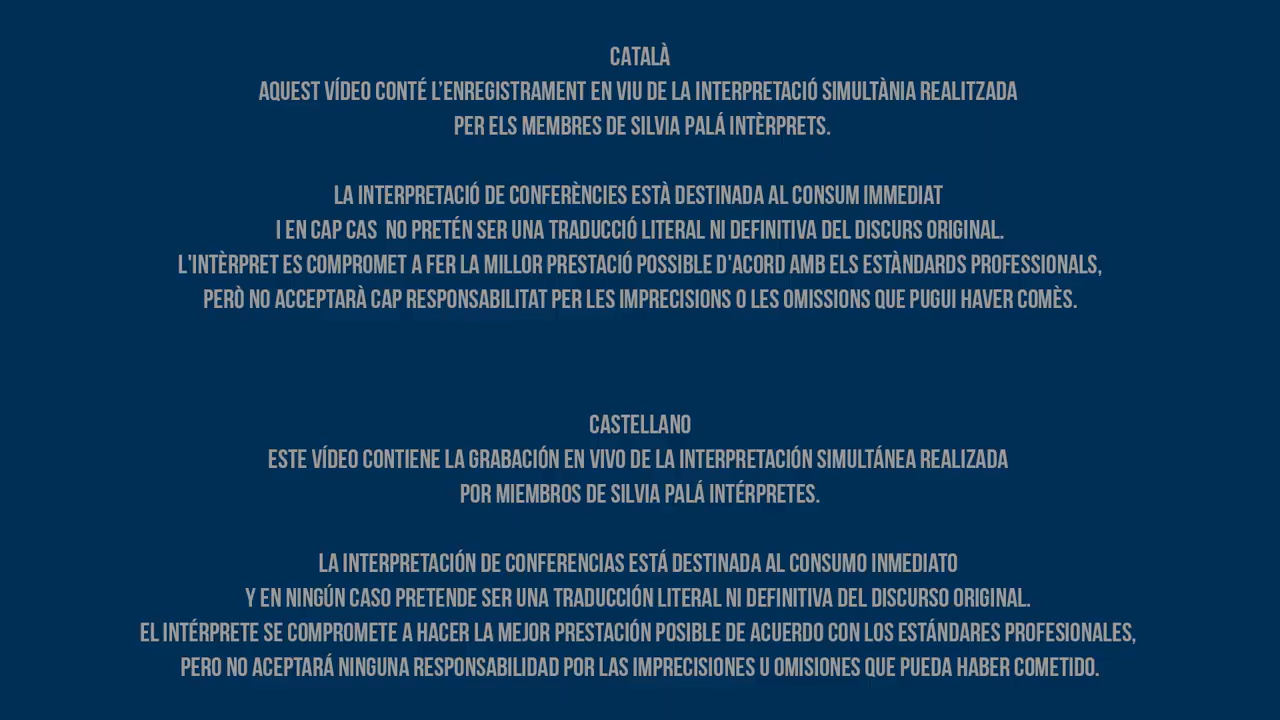 CATALÀ
AQUEST VÍDEO CONTÉ L'ENREGISTRAMENT EN VIU DE LA INTERPRETACIÓ SIMULTÀNIA REALITZADA
PER ELS MEMBRES DE SILVIA PALÁ INTÈRPRETS.
LA INTERPRETACIÓ DE CONFERÈNCIES ESTÀ DESTINADA AL CONSUM IMMEDIAT
I EN CAP CAS NO PRETÉN SER UNA TRADUCCIÓ LITERAL NI DEFINITIVA DEL DISCURS ORIGINAL.
L'INTÈRPRET ES COMPROMET A FER LA MILLOR PRESTACIÓ POSSIBLE D'ACORD AMB ELS ESTÀNDARDS PROFESSIONALS,
PERÒ NO ACCEPTARÀ CAP RESPONSABILITAT PER LES IMPRECISIONS O LES OMISSIONS QUE PUGUI HAVER COMÈS.
CASTELLANO
ESTE VÍDEO CONTIENE LA GRABACIÓN EN VIVO DE LA INTERPRETACIÓN SIMULTÁNEA REALIZADA
POR MIEMBROS DE SILVIA PALÁ INTÉRPRETES.
LA INTERPRETACIÓN DE CONFERENCIAS ESTÁ DESTINADA AL CONSUMO INMEDIATO
Y EN NINGÚN CASO PRETENDE SER UNA TRADUCCIÓN LITERAL NI DEFINITIVA DEL DISCURSO ORIGINAL.
EL INTÉRPRETE SE COMPROMETE A HACER LA MEJOR PRESTACIÓN POSIBLE DE ACUERDO CON LOS ESTÁNDARES PROFESIONALES,
PERO NO ACEPTARÁ NINGUNA RESPONSABILIDAD POR LAS IMPRECISIONES U OMISIONES QUE PUEDA HABER COMETIDO.